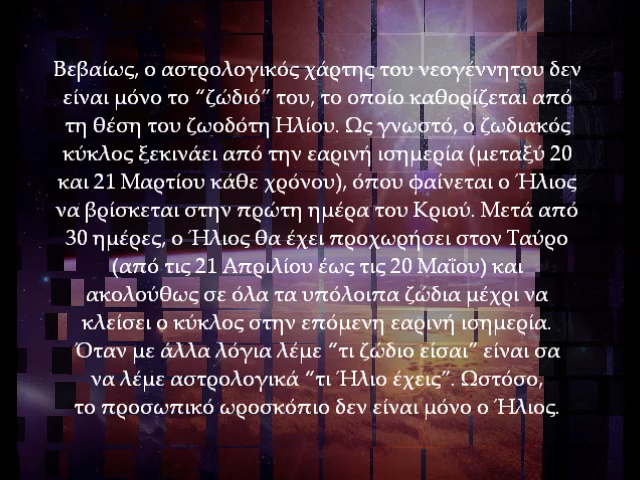 Βεβαίως, ο αστρολογικός χάρτης του νεογέννητου δεν
είναι μόνο το “ζώδιό” του, το οποίο καθορίζεται από
τη θέση του ζωοδότη Ηλίου. Ως γνωστό, ο ζωδιακός
κύκλος ξεκινάει από την εαρινή ισημερία (μεταξύ 20
και 21 Μαρτίου κάθε χρόνου), όπου φαίνεται ο Ήλιος
να βρίσκεται στην πρώτη ημέρα του Κριού. Μετά από
30 ημέρες, ο Ήλιος θα έχει προχωρήσει στον Ταύρο
(από τις 21 Απριλίου έως τις 20 Μαΐου) και
ακολούθως σε όλα τα υπόλοιπα ζώδια μέχρι να
κλείσει ο κύκλος στην επόμενη εαρινή ισημερία.
Όταν με άλλα λόγια λέμε “τι ζώδιο είσαι” είναι σα
να λέμε αστρολογικά “τι Ήλιο έχεις”. Ωστόσο,
το προσωπικό ωροσκόπιο δεν είναι μόνο ο Ήλιος.